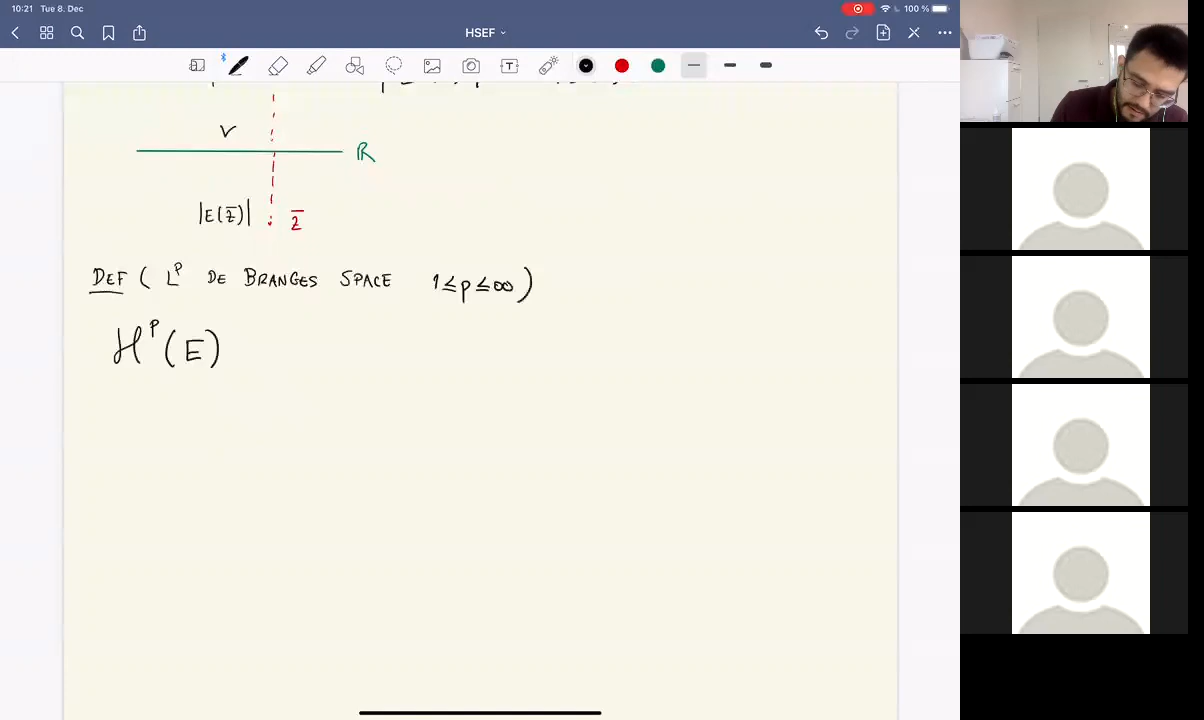 10:21 Tue 8. Dec
100 %
HSEF
V
ℝ
|E(z̄)| z̄
DEF ( L^p DE BRANGES SPACE 1≤p≤∞)
H^p(E)